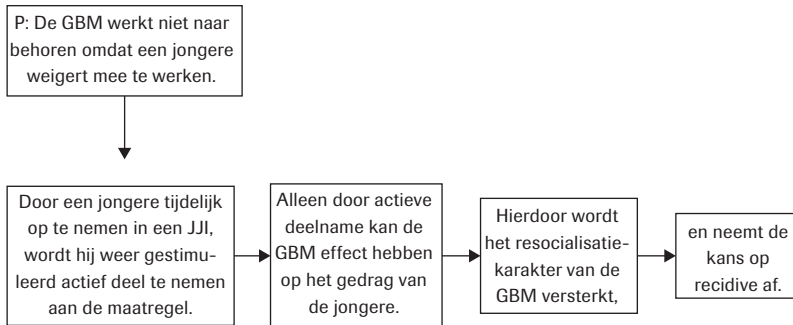 P: De GBM werkt niet naar
behoren omdat een jongere
weigert mee te werken.
Door een jongere tijdelijk
op te nemen in een JJI,
wordt hij weer gestimu-
leerd actief deel te nemen
aan de maatregel.
Alleen door actieve
deelname kan de
GBM effect hebben
op het gedrag van
de jongere.
Hierdoor wordt
het resocialisatie-
karakter van de
GBM versterkt,
en neemt de
kans op
recidive af.